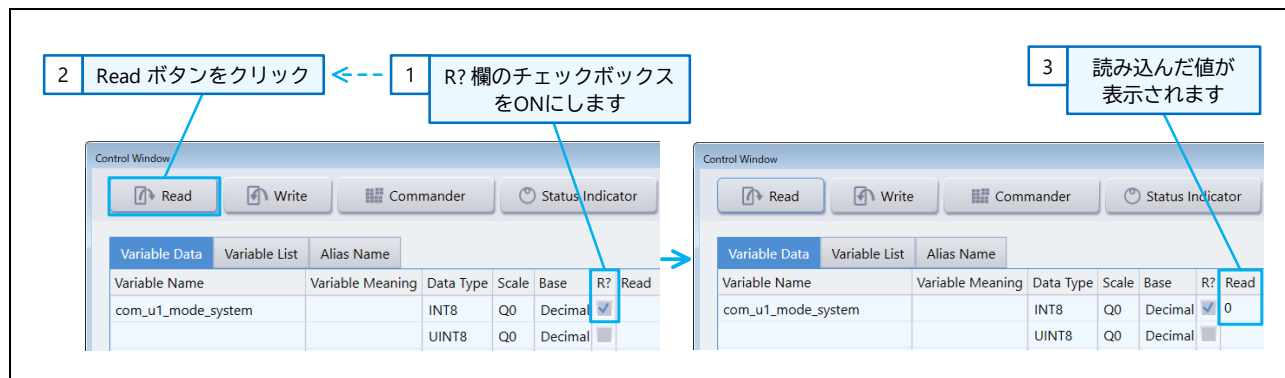 2 Read ボタンをクリック
1 R? 欄のチェックボックス
をONにします
3 読み込んだ値が
表示されます
Control Window
Read Write Commander Status Indicator
Variable Data Variable List Alias Name
Variable Name Variable Meaning Data Type Scale Base R? Read
com_u1_mode_system INT8 Q0 Decimal
UINT8 Q0 Decimal
Control Window
Read Write Commander Status Indicator
Variable Data Variable List Alias Name
Variable Name Variable Meaning Data Type Scale Base R? Read
com_u1_mode_system INT8 Q0 Decimal 0
UINT8 Q0 Decimal